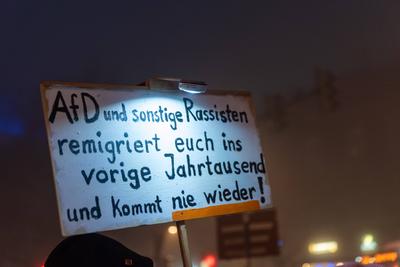 AfD und sonstige Rassisten
remigriert euch ins
vorige Jahrtausend
und kommt nie wieder!